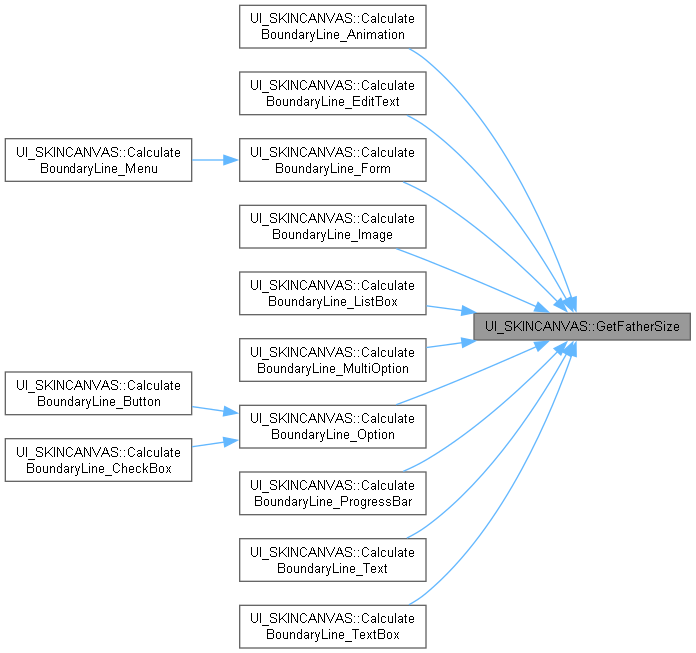 UI_SKINCANVAS::Calculate
BoundaryLine_Animation
UI_SKINCANVAS::Calculate
BoundaryLine_EditText
UI_SKINCANVAS::Calculate
BoundaryLine_Menu
UI_SKINCANVAS::Calculate
BoundaryLine_Form
UI_SKINCANVAS::Calculate
BoundaryLine_Image
UI_SKINCANVAS::Calculate
BoundaryLine_ListBox
UI_SKINCANVAS::GetFatherSize
UI_SKINCANVAS::Calculate
BoundaryLine_MultiOption
UI_SKINCANVAS::Calculate
BoundaryLine_Button
UI_SKINCANVAS::Calculate
BoundaryLine_Option
UI_SKINCANVAS::Calculate
BoundaryLine_CheckBox
UI_SKINCANVAS::Calculate
BoundaryLine_ProgressBar
UI_SKINCANVAS::Calculate
BoundaryLine_Text
UI_SKINCANVAS::Calculate
BoundaryLine_TextBox